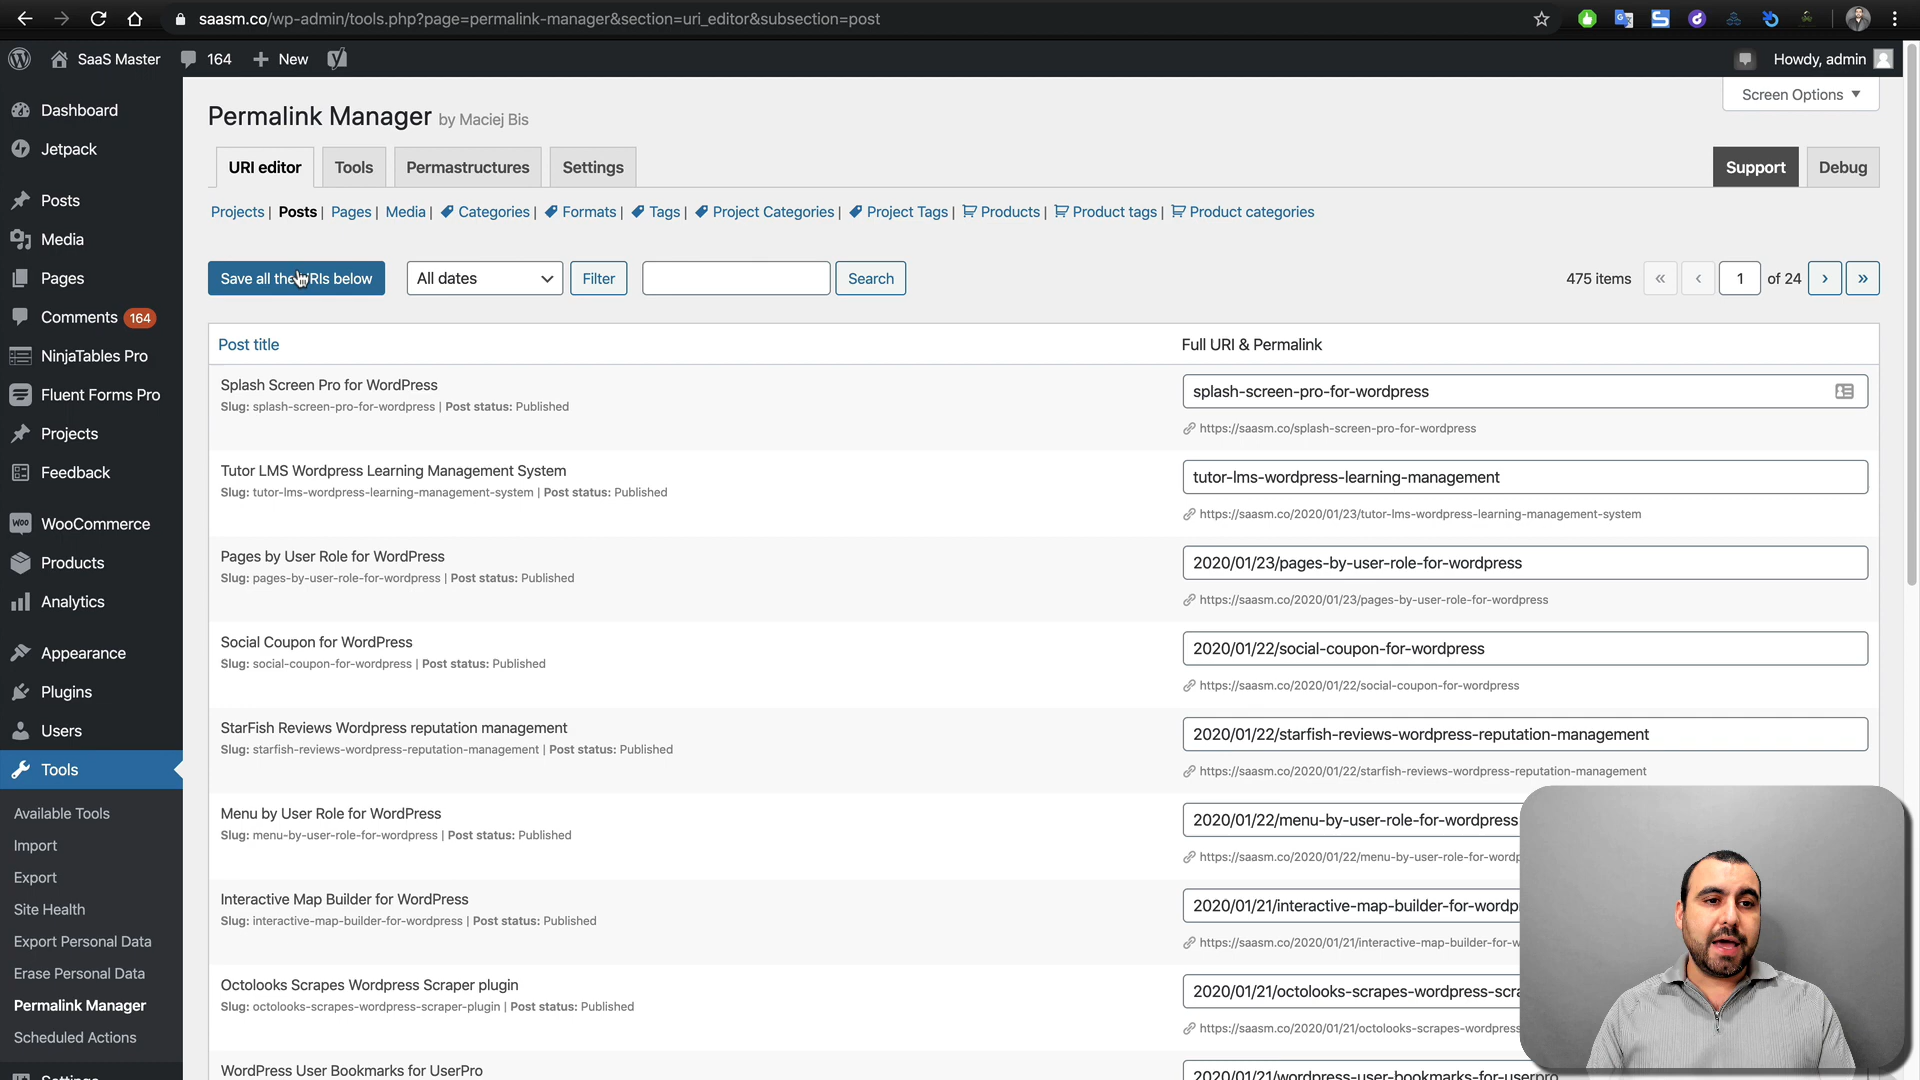 saasm.co/wp-admin/tools.php?page=permalink-manager&section=uri_editor&subsection=post
SaaS Master
164
New
Howdy, admin
Dashboard
Jetpack
Posts
Media
Pages
Comments 164
NinjaTables Pro
Fluent Forms Pro
Projects
Feedback
WooCommerce
Products
Analytics
Appearance
Plugins
Users
Tools
Available Tools
Import
Export
Site Health
Export Personal Data
Erase Personal Data
Permalink Manager
Scheduled Actions
Settings
Screen Options
Permalink Manager by Maciej Bis
URI editor
Tools
Permastructures
Settings
Support
Debug
Projects | Posts | Pages | Media | Categories | Formats | Tags | Project Categories | Project Tags | Products | Product tags | Product categories
Save all the URIs below
All dates
Filter
Search
475 items « ‹ 1 of 24 › »
Post title
Full URI & Permalink
Splash Screen Pro for WordPress
Slug: splash-screen-pro-for-wordpress | Post status: Published
splash-screen-pro-for-wordpress
https://saasm.co/splash-screen-pro-for-wordpress
Tutor LMS Wordpress Learning Management System
Slug: tutor-lms-wordpress-learning-management-system | Post status: Published
tutor-lms-wordpress-learning-management
https://saasm.co/2020/01/23/tutor-lms-wordpress-learning-management-system
Pages by User Role for WordPress
Slug: pages-by-user-role-for-wordpress | Post status: Published
2020/01/23/pages-by-user-role-for-wordpress
https://saasm.co/2020/01/23/pages-by-user-role-for-wordpress
Social Coupon for WordPress
Slug: social-coupon-for-wordpress | Post status: Published
2020/01/22/social-coupon-for-wordpress
https://saasm.co/2020/01/22/social-coupon-for-wordpress
StarFish Reviews Wordpress reputation management
Slug: starfish-reviews-wordpress-reputation-management | Post status: Published
2020/01/22/starfish-reviews-wordpress-reputation-management
https://saasm.co/2020/01/22/starfish-reviews-wordpress-reputation-management
Menu by User Role for WordPress
Slug: menu-by-user-role-for-wordpress | Post status: Published
2020/01/22/menu-by-user-role-for-wordpress
https://saasm.co/2020/01/22/menu-by-user-role-for-wordp
Interactive Map Builder for WordPress
Slug: interactive-map-builder-for-wordpress | Post status: Published
2020/01/21/interactive-map-builder-for-wordp
https://saasm.co/2020/01/21/interactive-map-builder-for-w
Octolooks Scrapes Wordpress Scraper plugin
Slug: octolooks-scrapes-wordpress-scraper-plugin | Post status: Published
2020/01/21/octolooks-scrapes-wordpress-scra
https://saasm.co/2020/01/21/octolooks-scrapes-wordpress
WordPress User Bookmarks for UserPro
2020/01/21/wordpress-user-bookmarks-for-userpro